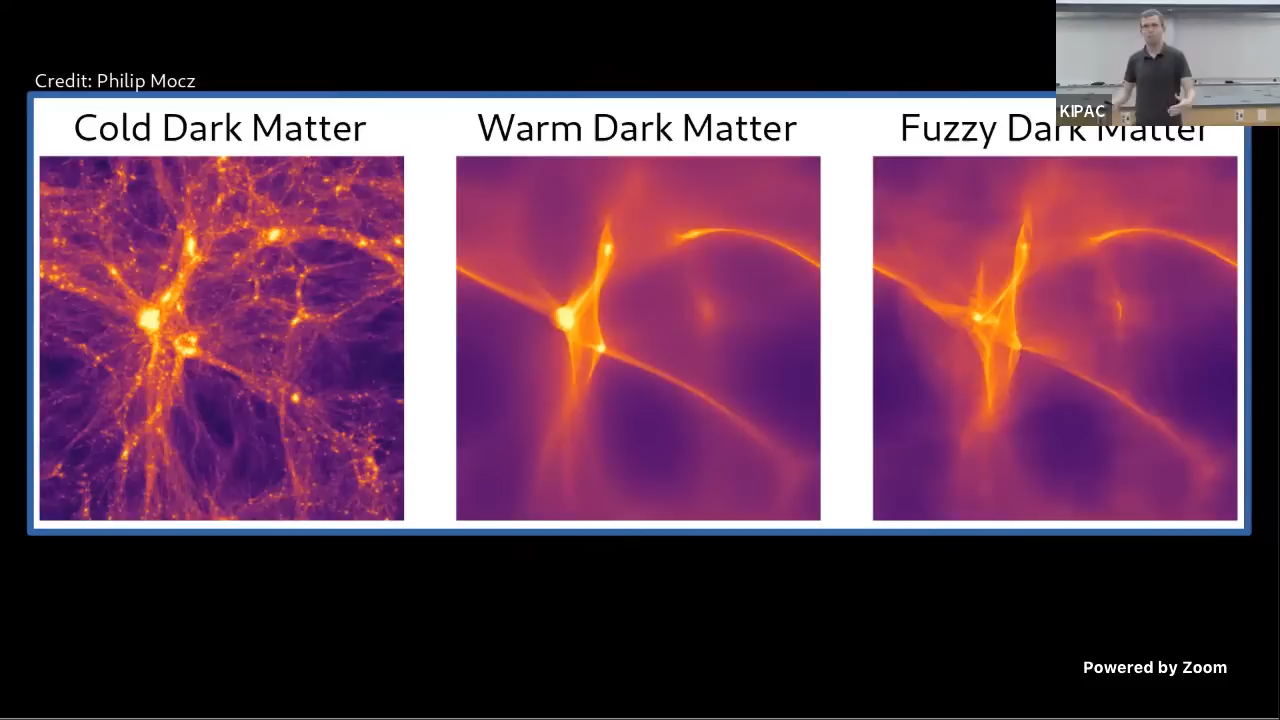 Credit: Philip Mocz
KIPAC
Cold Dark Matter
Warm Dark Matter
Fuzzy Dark Matter
Powered by Zoom